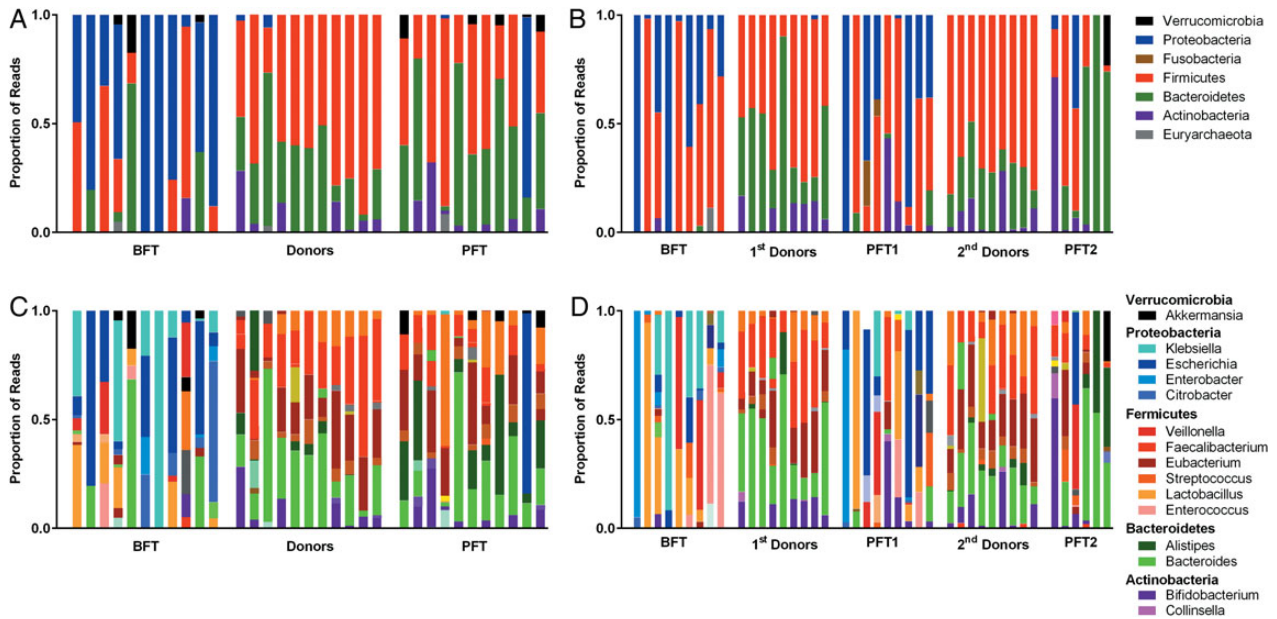 A
1.0
0.5
0.0
Proportion of Reads
BFT
Donors
PFT
B
1.0
0.5
0.0
Proportion of Reads
BFT
1st Donors
PFT1
2nd Donors
PFT2
Verrucomicrobia
Proteobacteria
Fusobacteria
Firmicutes
Bacteroidetes
Actinobacteria
Euryarchaeota
C
1.0
0.5
0.0
Proportion of Reads
BFT
Donors
PFT
D
1.0
0.5
0.0
Proportion of Reads
BFT
1st Donors
PFT1
2nd Donors
PFT2
Verrucomicrobia
Akkermansia
Proteobacteria
Klebsiella
Escherichia
Enterobacter
Citrobacter
Fermicutes
Veillonella
Faecalibacterium
Eubacterium
Streptococcus
Lactobacillus
Enterococcus
Bacteroidetes
Alistipes
Bacteroides
Actinobacteria
Bifidobacterium
Collinsella